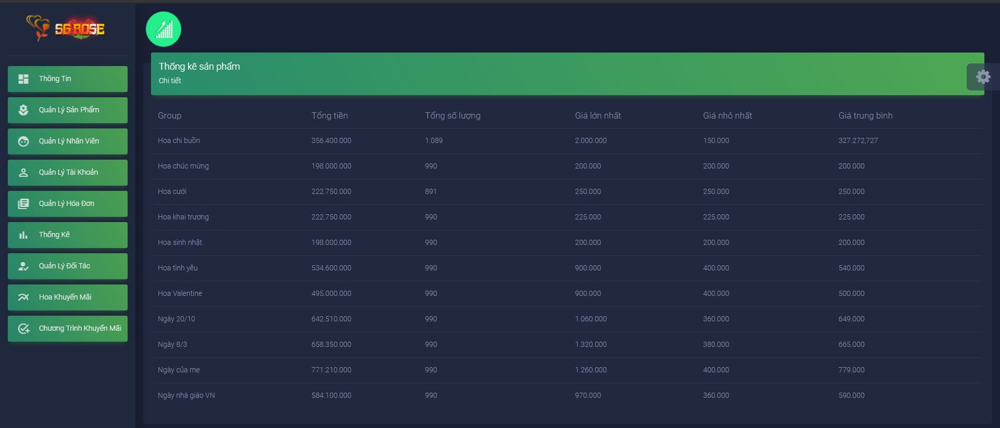 SG ROSE
Thông Tin
Quản Lý Sản Phẩm
Quản Lý Nhân Viên
Quản Lý Tài Khoản
Quản Lý Hóa Đơn
Thống Kê
Quản Lý Đối Tác
Hoa Khuyến Mãi
Chương Trình Khuyến Mãi
Thống kê sản phẩm
Chi tiết
Group Tổng tiền Tổng số lượng Giá lớn nhất Giá nhỏ nhất Giá trung bình
Hoa chi buồn 356.400.000 1.089 2.000.000 150.000 327.272,727
Hoa chúc mừng 198.000.000 990 200.000 200.000 200.000
Hoa cưới 222.750.000 891 250.000 250.000 250.000
Hoa khai trương 222.750.000 990 225.000 225.000 225.000
Hoa sinh nhật 198.000.000 990 200.000 200.000 200.000
Hoa tình yêu 534.600.000 990 900.000 400.000 540.000
Hoa Valentine 495.000.000 990 900.000 400.000 500.000
Ngày 20/10 642.510.000 990 1.060.000 360.000 649.000
Ngày 8/3 658.350.000 990 1.320.000 380.000 665.000
Ngày của mẹ 771.210.000 990 1.260.000 400.000 779.000
Ngày nhà giáo VN 584.100.000 990 970.000 360.000 590.000